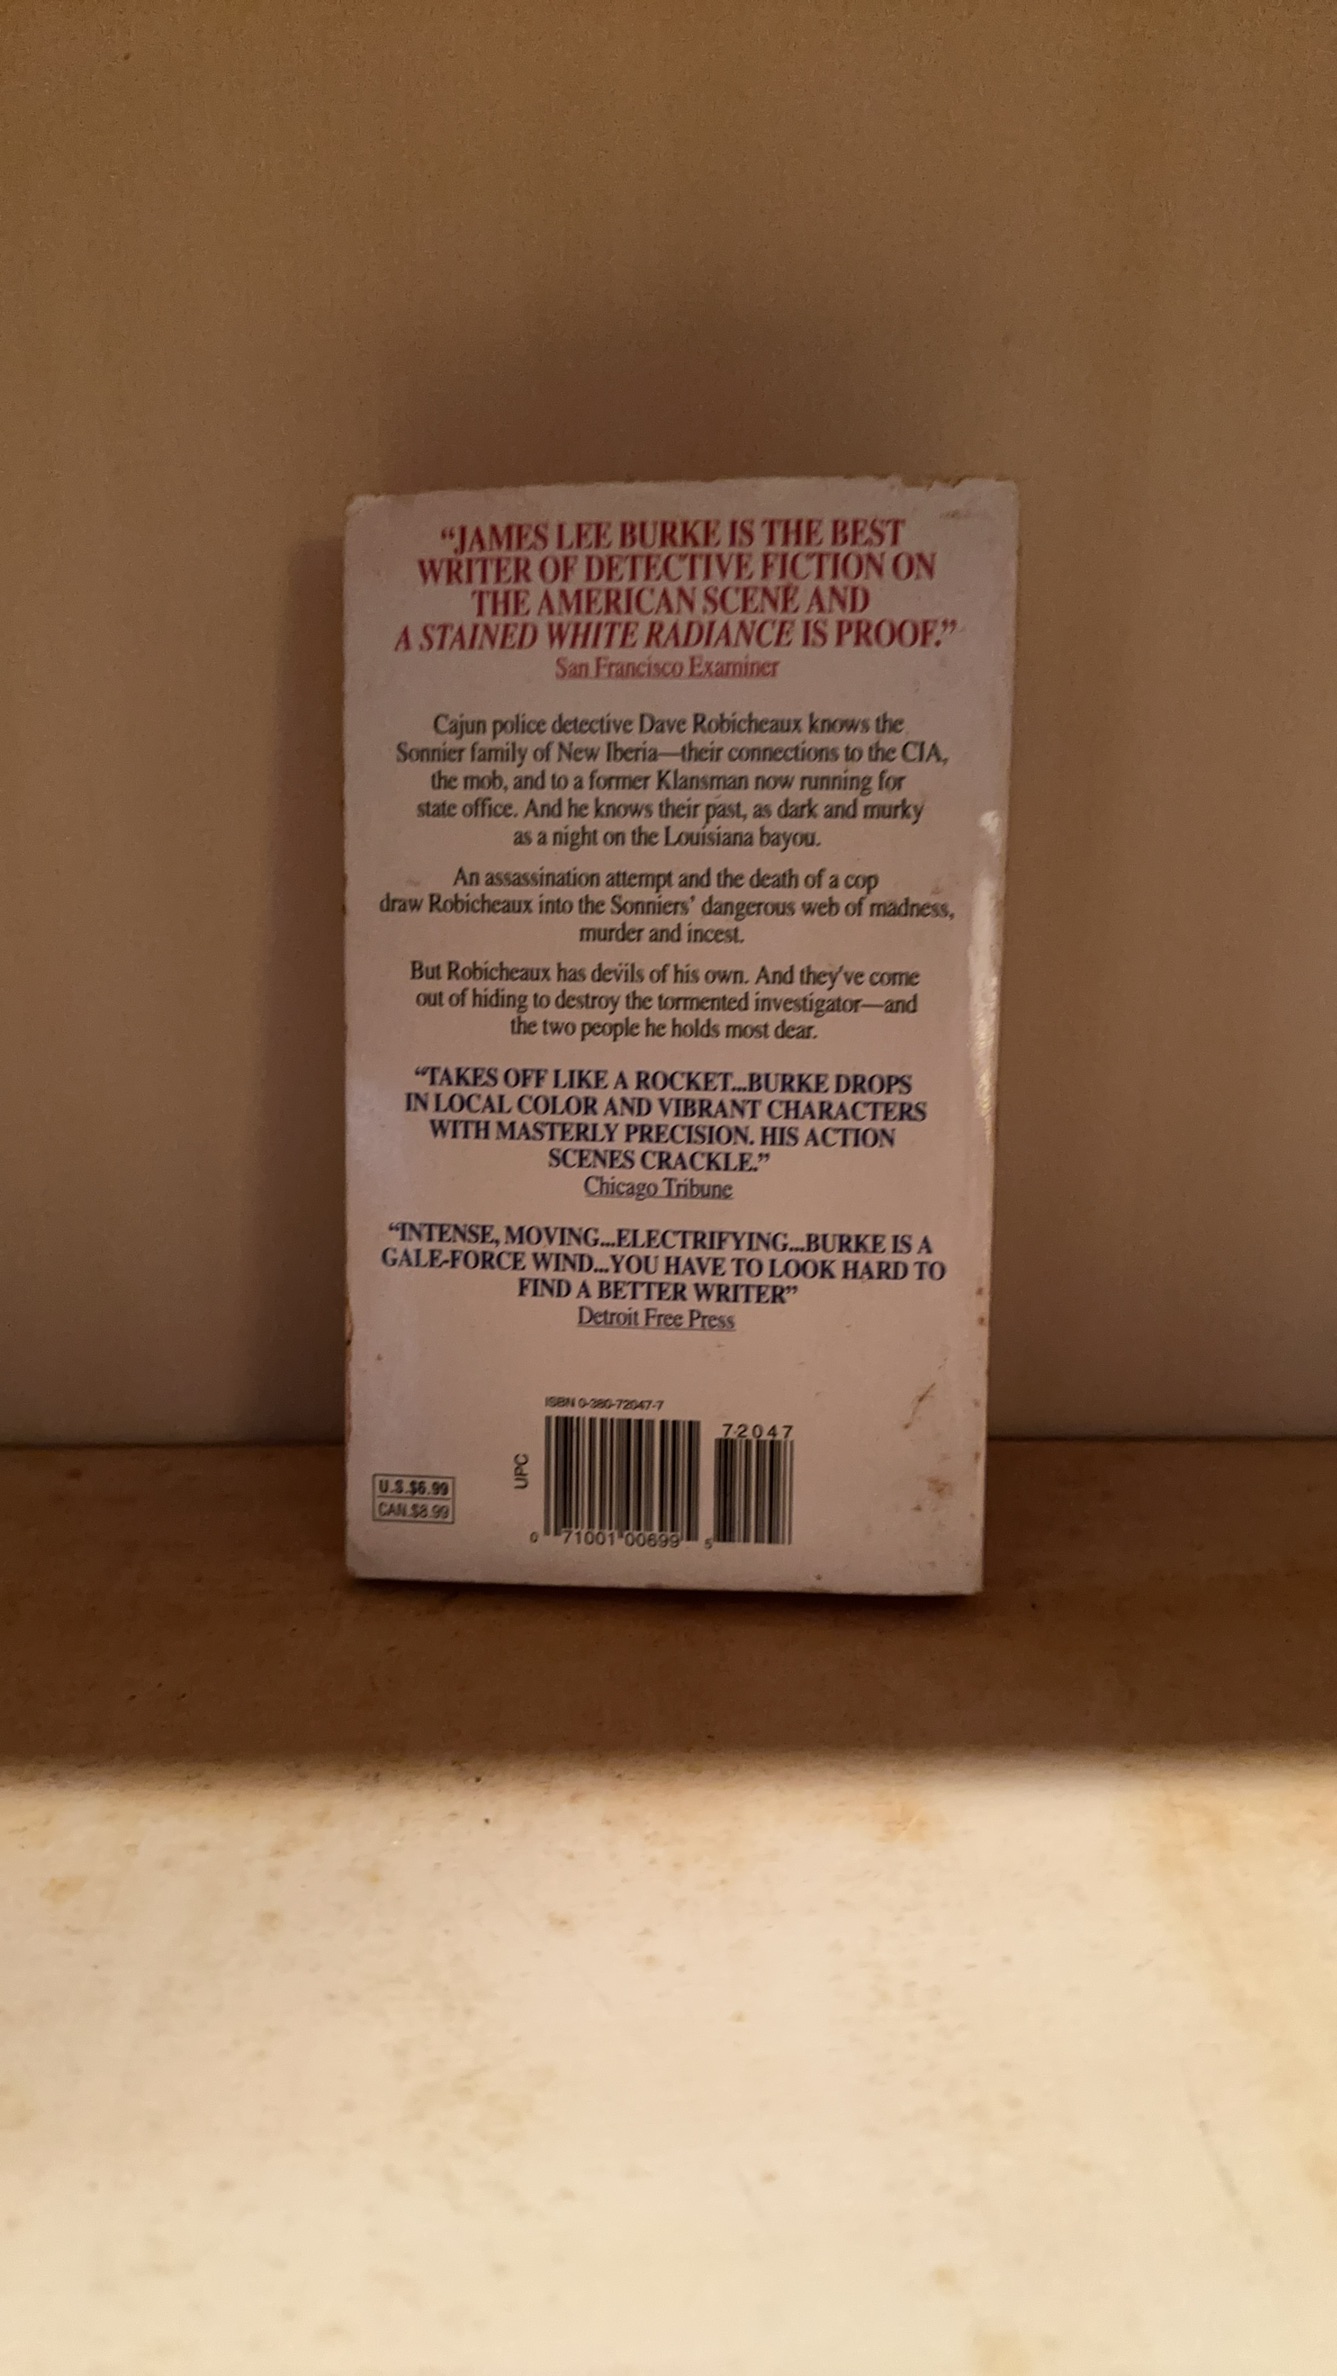 “JAMES LEE BURKE IS THE BEST
WRITER OF DETECTIVE FICTION ON
THE AMERICAN SCENE AND
A STAINED WHITE RADIANCE IS PROOF.”
San Francisco Examiner
Cajun police detective Dave Robicheaux knows the
Sonnier family of New Iberia—their connections to the CIA,
the mob, and to a former Klansman now running for
state office. And he knows their past, as dark and murky
as a night on the Louisiana bayou.
An assassination attempt and the death of a cop
draw Robicheaux into the Sonniers’ dangerous web of madness,
murder and incest.
But Robicheaux has devils of his own. And they've come
out of hiding to destroy the tormented investigator—and
the two people he holds most dear.
“TAKES OFF LIKE A ROCKET...BURKE DROPS
IN LOCAL COLOR AND VIBRANT CHARACTERS
WITH MASTERLY PRECISION. HIS ACTION
SCENES CRACKLE.”
Chicago Tribune
“INTENSE, MOVING...ELECTRIFYING...BURKE IS A
GALE-FORCE WIND...YOU HAVE TO LOOK HARD TO
FIND A BETTER WRITER”
Detroit Free Press
ISBN 0-380-72047-7
72047
UPC
U.S.$6.99
CAN.$8.99
0 71001 00699 5